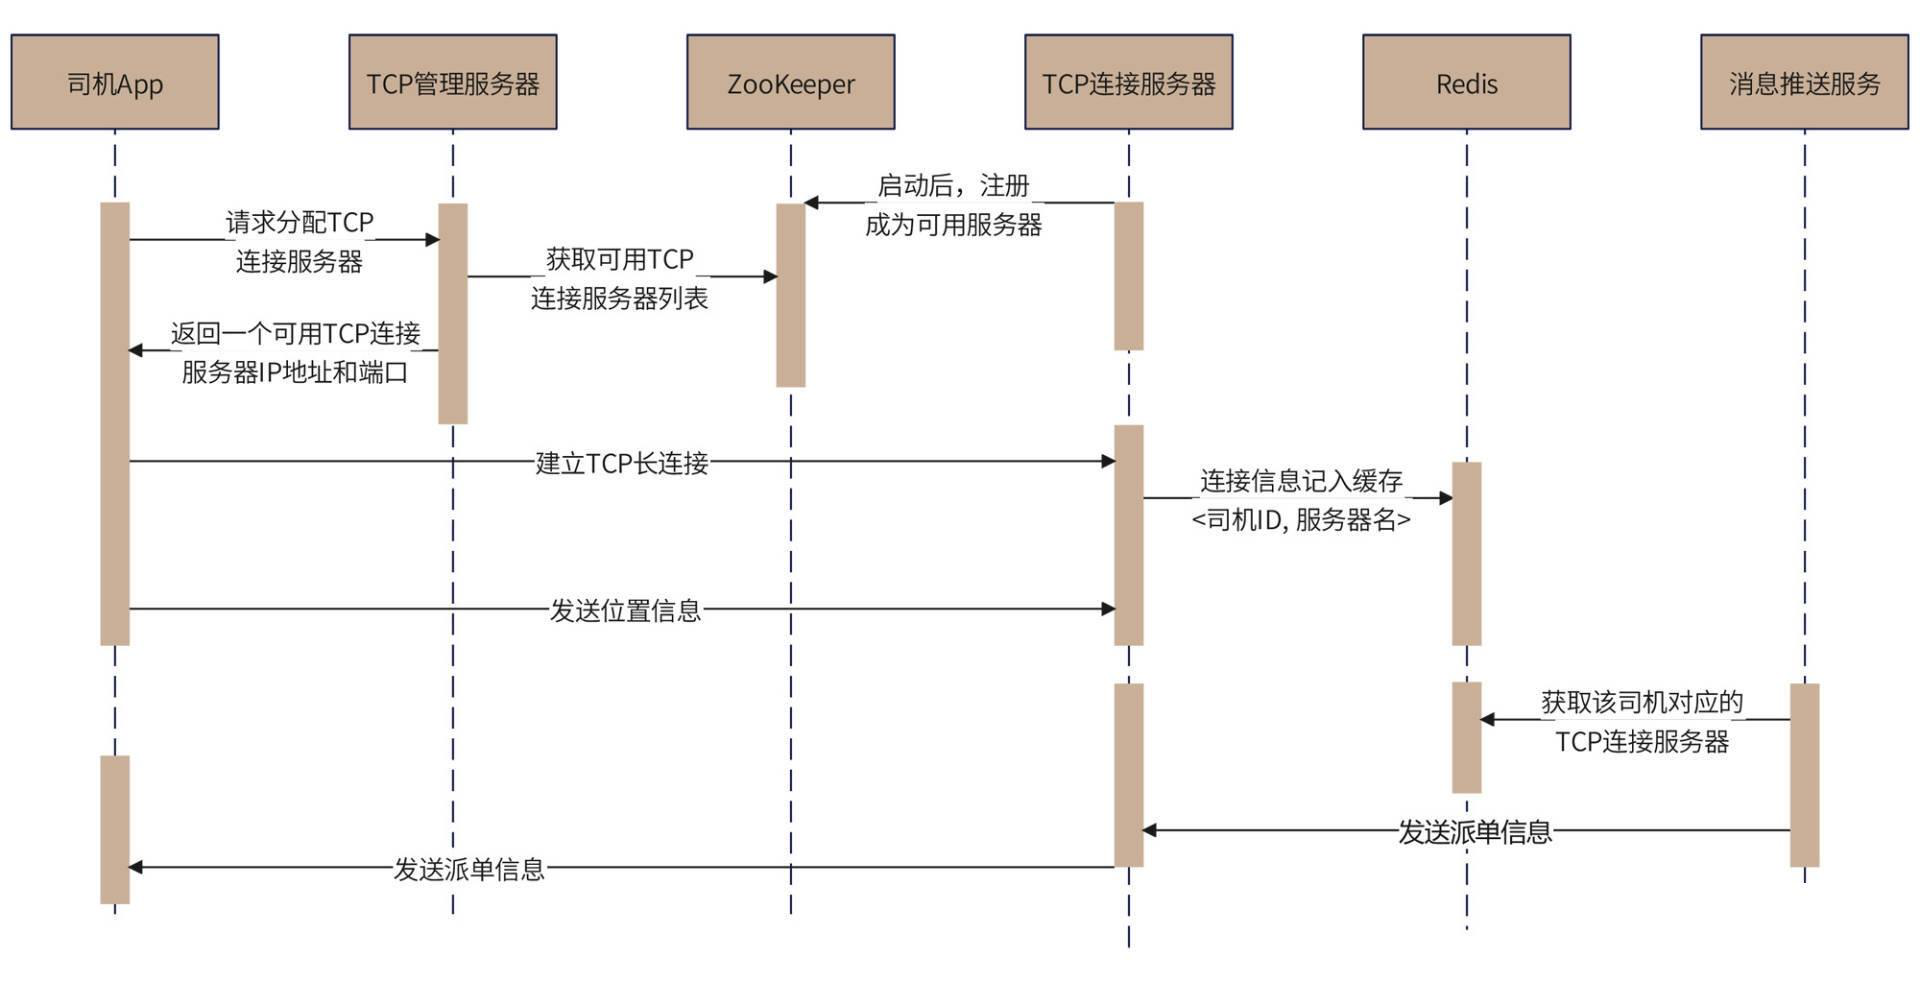 司机App
TCP管理服务器
ZooKeeper
TCP连接服务器
Redis
消息推送服务
启动后，注册
成为可用服务器
请求分配TCP
连接服务器
获取可用TCP
连接服务器列表
返回一个可用TCP连接
服务器IP地址和端口
建立TCP长连接
连接信息记入缓存
<司机ID, 服务器名>
发送位置信息
获取该司机对应的
TCP连接服务器
发送派单信息
发送派单信息